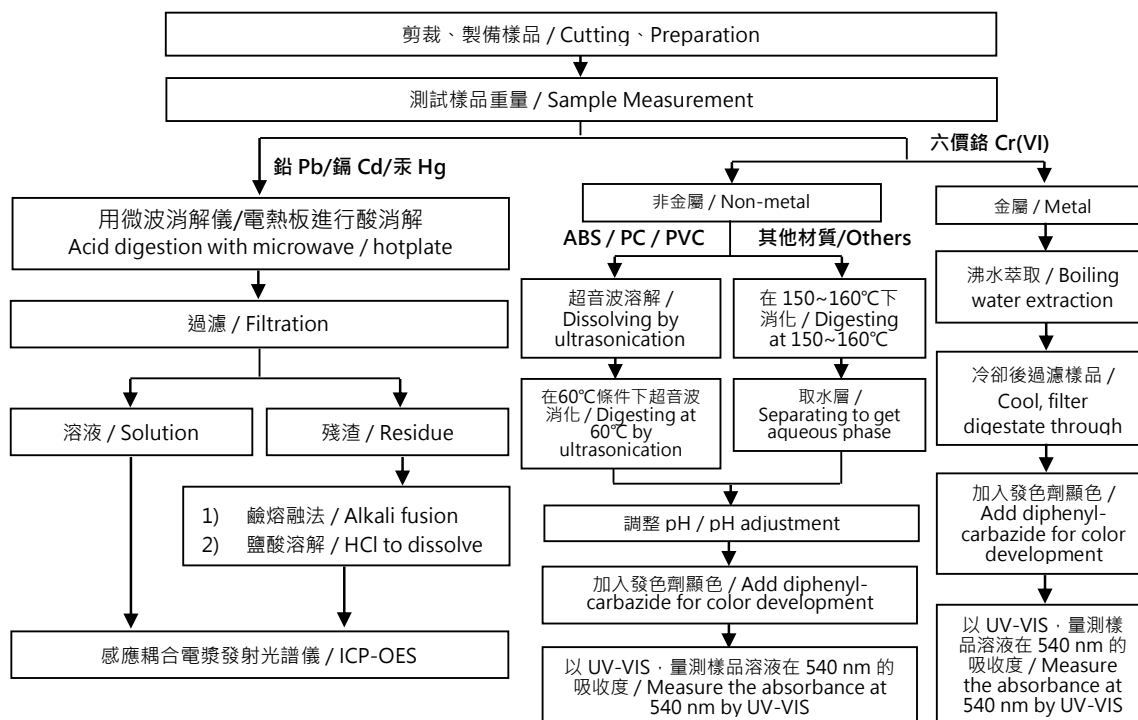 剪裁、製備樣品 / Cutting、Preparation
測試樣品重量 / Sample Measurement
鉛 Pb/鎘 Cd/汞 Hg
六價鉻 Cr(VI)
用微波消解儀/電熱板進行酸消解
Acid digestion with microwave / hotplate
過濾 / Filtration
溶液 / Solution
殘渣 / Residue
1) 鹼熔融法 / Alkali fusion
2) 鹽酸溶解 / HCl to dissolve
感應耦合電漿發射光譜儀 / ICP-OES
非金屬 / Non-metal
ABS / PC / PVC
其他材質/Others
超音波溶解 /
Dissolving by
ultrasonication
在60℃條件下超音波
消化 / Digesting at
60℃ by
ultrasonication
在 150~160℃下
消化 / Digesting
at 150~160℃
取水層 /
Separating to get
aqueous phase
調整 pH / pH adjustment
加入發色劑顯色 / Add diphenyl-
carbazide for color development
以 UV-VIS，量測樣品溶液在 540 nm 的
吸收度 / Measure the absorbance at
540 nm by UV-VIS
金屬 / Metal
沸水萃取 / Boiling
water extraction
冷卻後過濾樣品 /
Cool, filter
digestate through
加入發色劑顯色 /
Add diphenyl-
carbazide for color
development
以 UV-VIS，量測樣
品溶液在 540 nm 的
吸收度 / Measure
the absorbance at
540 nm by UV-VIS